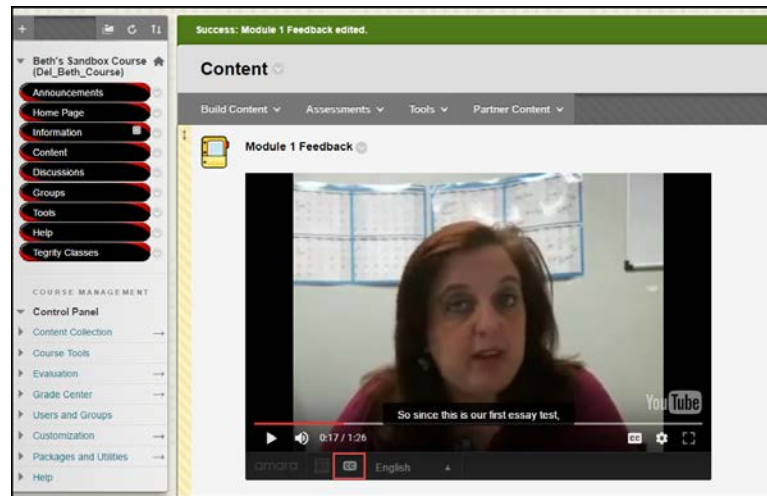 Success: Module 1 Feedback edited.
Beth's Sandbox Course
(Del_Beth_Course)
Announcements
Home Page
Information
Content
Discussions
Groups
Tools
Help
Tegrity Classes
COURSE MANAGEMENT
Control Panel
Content Collection
Course Tools
Evaluation
Grade Center
Users and Groups
Customization
Packages and Utilities
Help
Content
Build Content
Assessments
Tools
Partner Content
Module 1 Feedback
So since this is our first essay test,
YouTube
0:17 / 1:26
CC
amara
CC
English